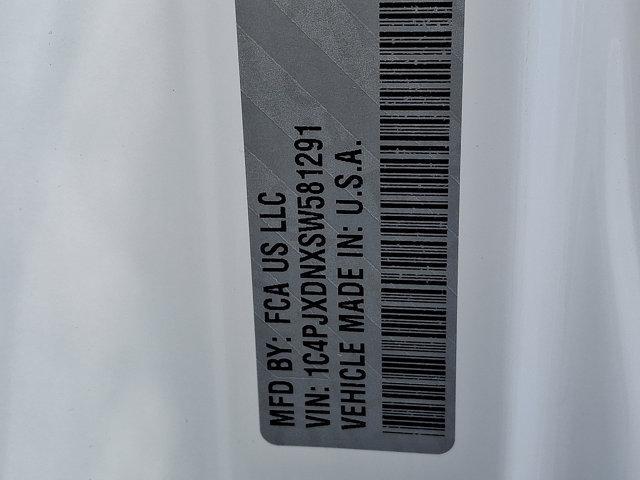 MFD BY: FCA US LLC
VIN: 1C4PJXDNXSW581291
VEHICLE MADE IN: U.S.A.